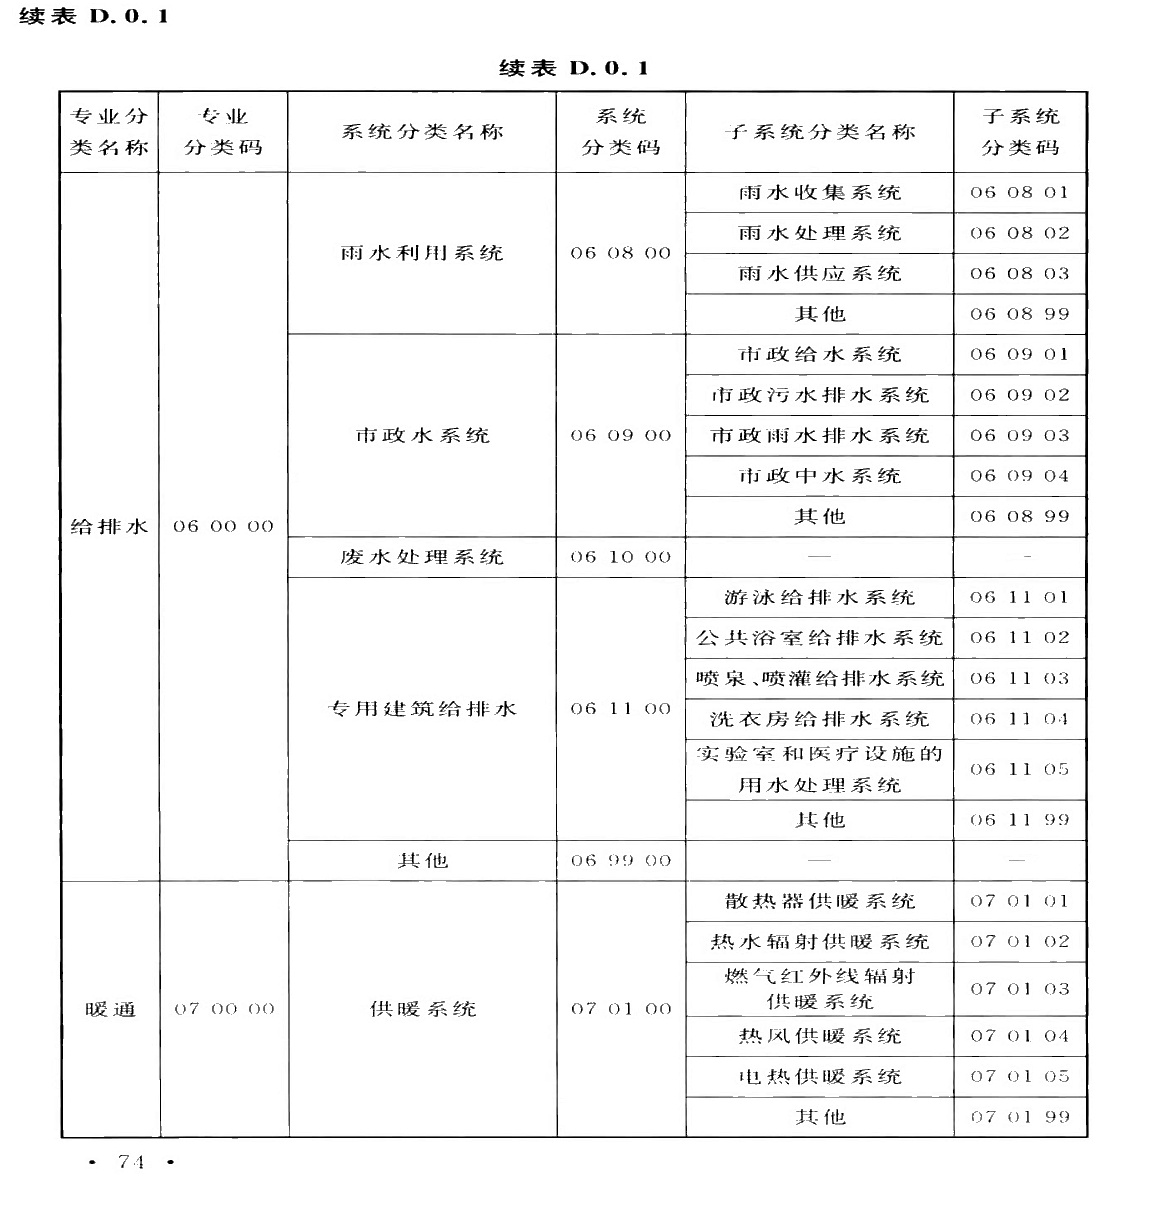 续表 D.0.1
续表 D.0.1
专业分类名称 专业分类码 系统分类名称 系统分类码 子系统分类名称 子系统分类码
给排水 06 00 00 雨水利用系统 06 08 00 雨水收集系统 06 08 01
雨水处理系统 06 08 02
雨水供应系统 06 08 03
其他 06 08 99
市政水系统 06 09 00 市政给水系统 06 09 01
市政污水排水系统 06 09 02
市政雨水排水系统 06 09 03
市政中水系统 06 09 04
其他 06 08 99
废水处理系统 06 10 00 — -
专用建筑给排水 06 11 00 游泳给排水系统 06 11 01
公共浴室给排水系统 06 11 02
喷泉、喷灌给排水系统 06 11 03
洗衣房给排水系统 06 11 04
实验室和医疗设施的用水处理系统 06 11 05
其他 06 11 99
其他 06 99 00 — —
暖通 07 00 00 供暖系统 07 01 00 散热器供暖系统 07 01 01
热水辐射供暖系统 07 01 02
燃气红外线辐射供暖系统 07 01 03
热风供暖系统 07 01 04
电热供暖系统 07 01 05
其他 07 01 99
· 74 ·